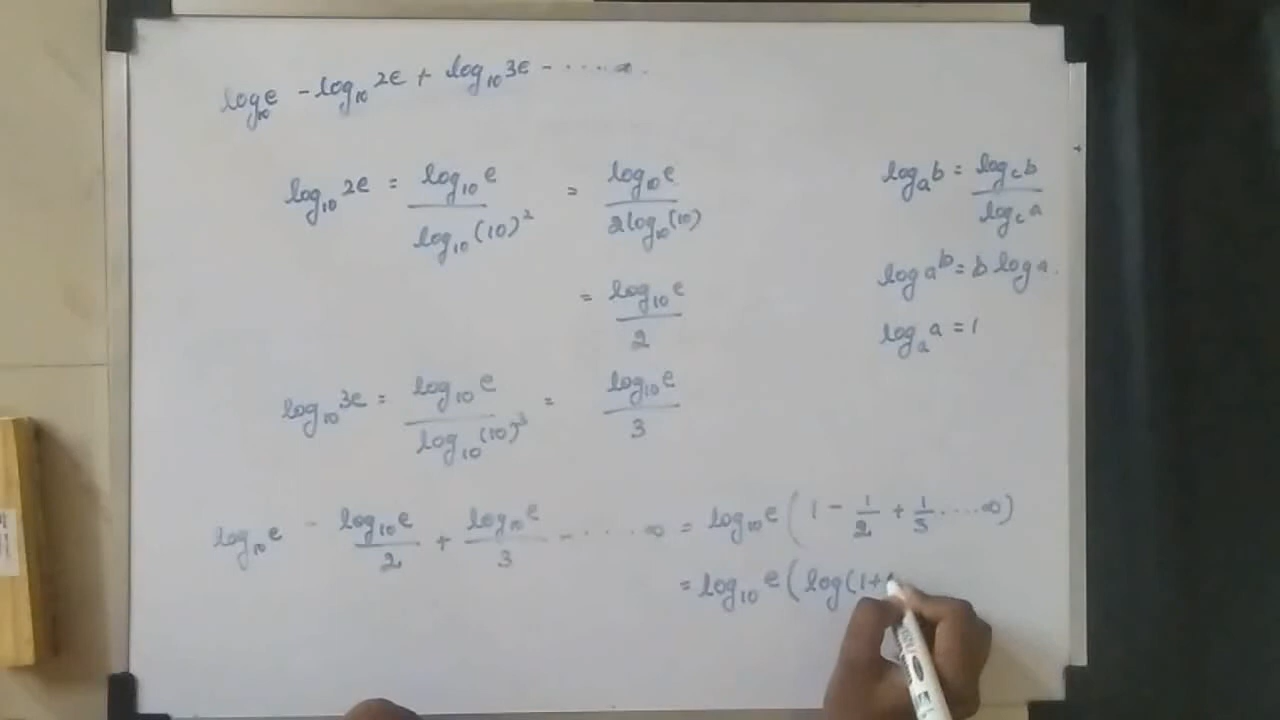 log₁₀e - log₁₀2e + log₁₀3e - ..... ∞.
log₁₀2e = log₁₀e / log₁₀(10)² = log₁₀e / 2log₁₀(10)
= log₁₀e / 2
log₁₀3e = log₁₀e / log₁₀(10)³ = log₁₀e / 3
log₁₀e - log₁₀e / 2 + log₁₀e / 3 - ..... ∞ = log₁₀e (1 - 1/2 + 1/3 .... ∞)
= log₁₀e (log(1+
logₐb = log꜀b / log꜀a
log aᵇ = b log a.
logₐa = 1